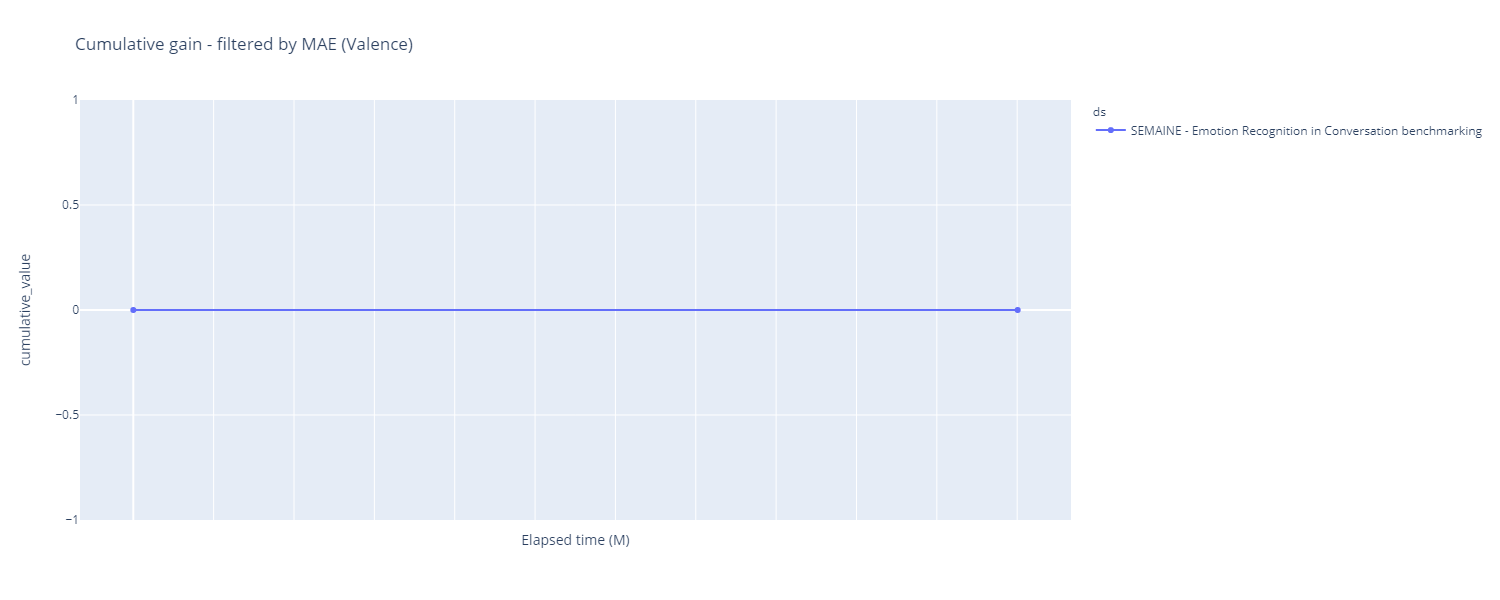 Cumulative gain - filtered by MAE (Valence)
1
0.5
0
−0.5
−1
cumulative_value
Elapsed time (M)
ds
SEMAINE - Emotion Recognition in Conversation benchmarking